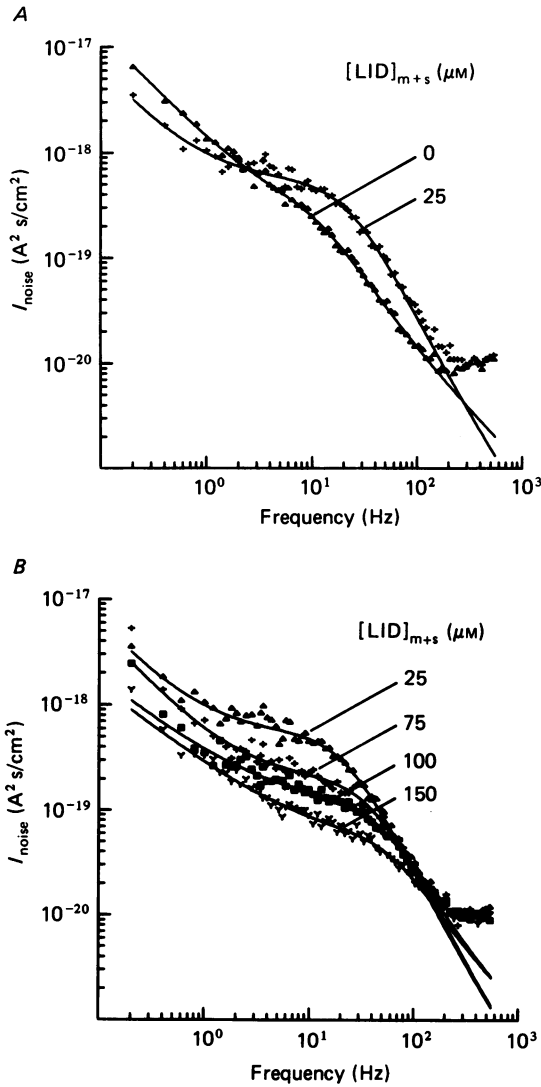 A
[LID]m+s (μM)
10⁻¹⁷
10⁻¹⁸
10⁻¹⁹
10⁻²⁰
0
25
Inoise (A² s/cm²)
10⁰
10¹
10²
10³
Frequency (Hz)
B
[LID]m+s (μM)
10⁻¹⁷
10⁻¹⁸
10⁻¹⁹
10⁻²⁰
25
75
100
150
Inoise (A² s/cm²)
10⁰
10¹
10²
10³
Frequency (Hz)